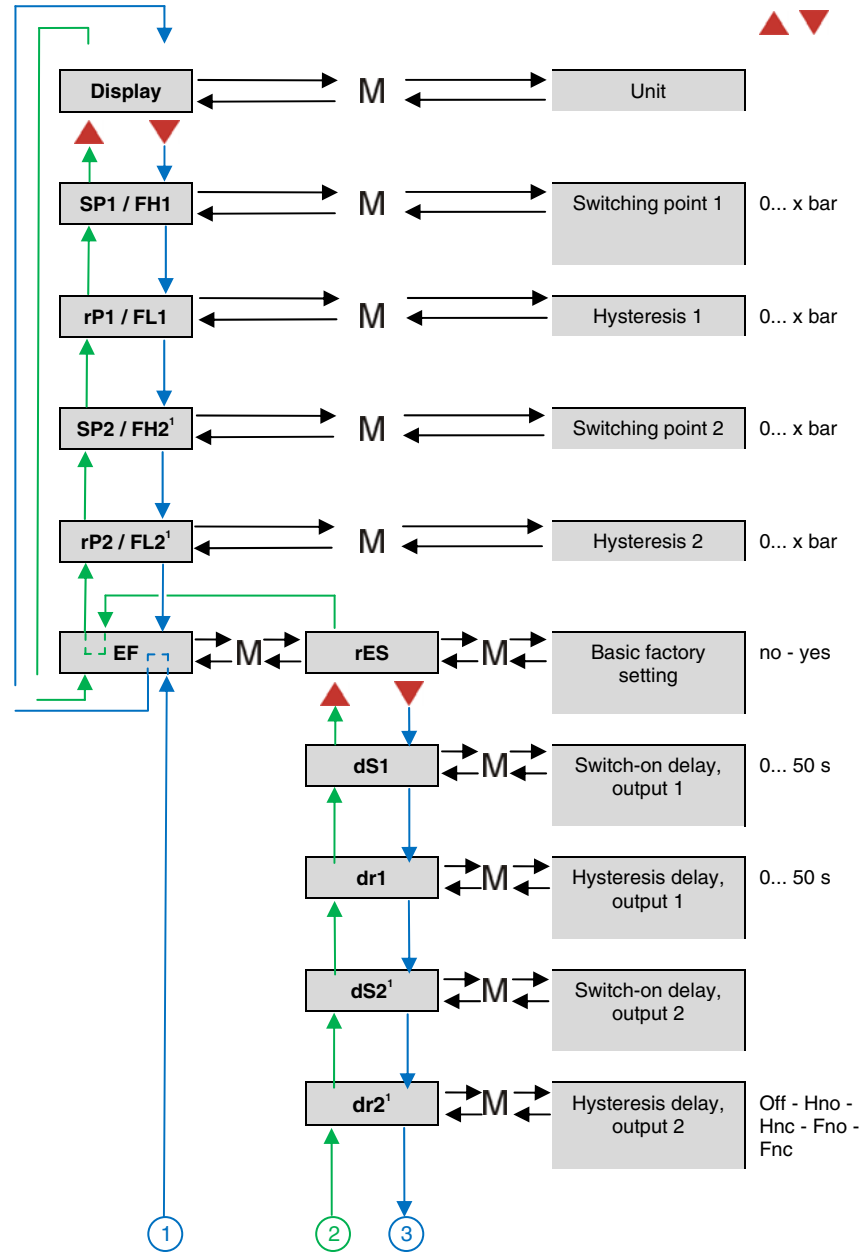 Display M Unit
SP1 / FH1 M Switching point 1 0... x bar
rP1 / FL1 M Hysteresis 1 0... x bar
SP2 / FH2¹ M Switching point 2 0... x bar
rP2 / FL2¹ M Hysteresis 2 0... x bar
EF M rES M Basic factory no - yes
setting
dS1 M Switch-on delay, 0... 50 s
output 1
dr1 M Hysteresis delay, 0... 50 s
output 1
dS2¹ M Switch-on delay,
output 2
dr2¹ M Hysteresis delay, Off - Hno -
output 2 Hnc - Fno -
Fnc
1 2 3